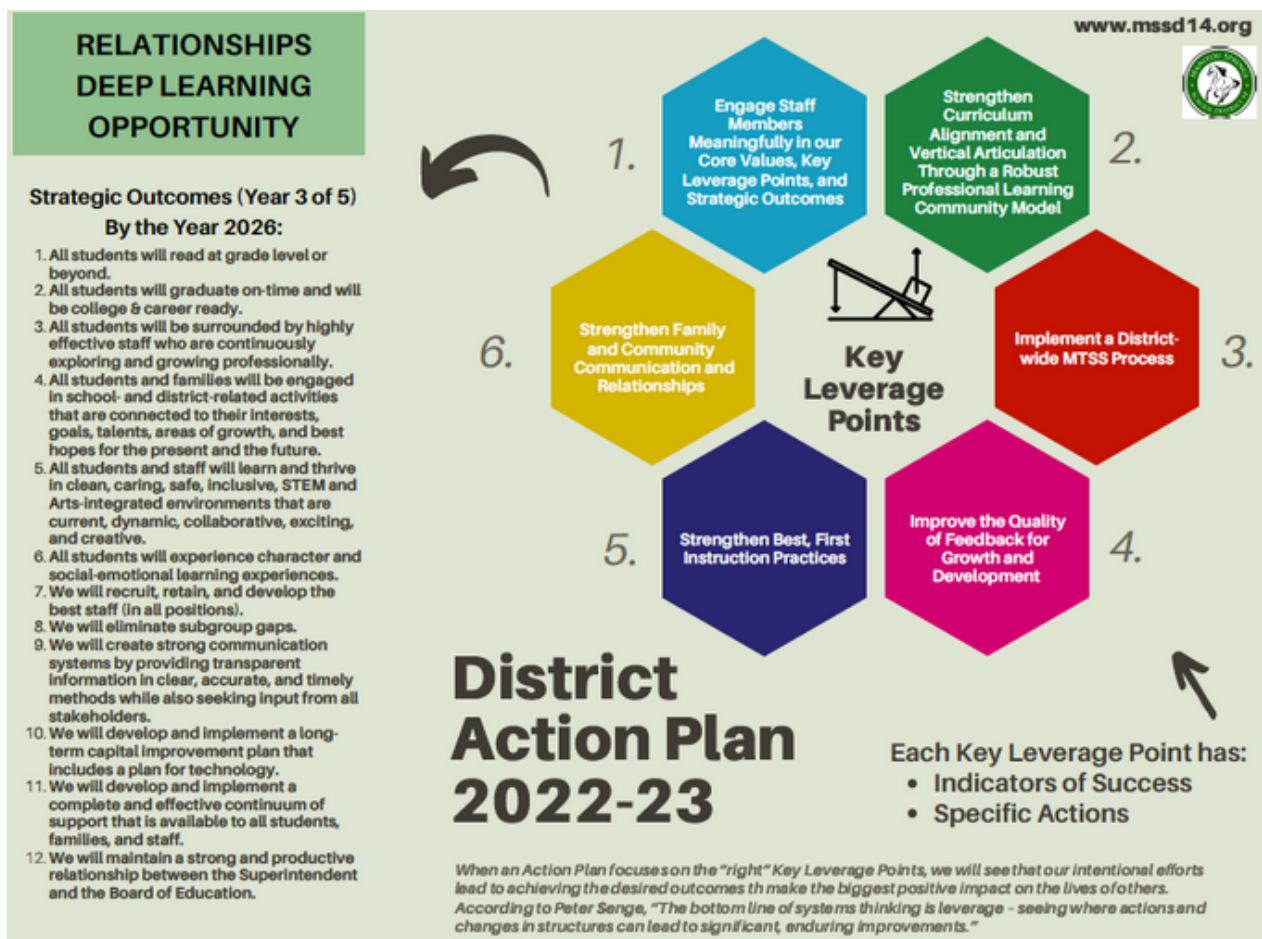 RELATIONSHIPS
DEEP LEARNING
OPPORTUNITY
Strategic Outcomes (Year 3 of 5)
By the Year 2026:
1. All students will read at grade level or
beyond.
2. All students will graduate on-time and will
be college & career ready.
3. All students will be surrounded by highly
effective staff who are continuously
exploring and growing professionally.
4. All students and families will be engaged
in school- and district-related activities
that are connected to their interests,
goals, talents, areas of growth, and best
hopes for the present and the future.
5. All students and staff will learn and thrive
in clean, caring, safe, inclusive, STEM and
Arts-integrated environments that are
current, dynamic, collaborative, exciting,
and creative.
6. All students will experience character and
social-emotional learning experiences.
7. We will recruit, retain, and develop the
best staff (in all positions).
8. We will eliminate subgroup gaps.
9. We will create strong communication
systems by providing transparent
information in clear, accurate, and timely
methods while also seeking input from all
stakeholders.
10. We will develop and implement a long-
term capital improvement plan that
includes a plan for technology.
11. We will develop and implement a
complete and effective continuum of
support that is available to all students,
families, and staff.
12. We will maintain a strong and productive
relationship between the Superintendent
and the Board of Education.
www.mssd14.org
1.
Engage Staff
Members
Meaningfully in our
Core Values, Key
Leverage Points, and
Strategic Outcomes
2.
Strengthen
Curriculum
Alignment and
Vertical Articulation
Through a Robust
Professional Learning
Community Model
3.
Implement a District-
wide MTSS Process
4.
Improve the Quality
of Feedback for
Growth and
Development
5.
Strengthen Best, First
Instruction Practices
6.
Strengthen Family
and Community
Communication and
Relationships
Key
Leverage
Points
District
Action Plan
2022-23
Each Key Leverage Point has:
• Indicators of Success
• Specific Actions
When an Action Plan focuses on the "right" Key Leverage Points, we will see that our intentional efforts
lead to achieving the desired outcomes th make the biggest positive impact on the lives of others.
According to Peter Senge, "The bottom line of systems thinking is leverage – seeing where actions and
changes in structures can lead to significant, enduring improvements."